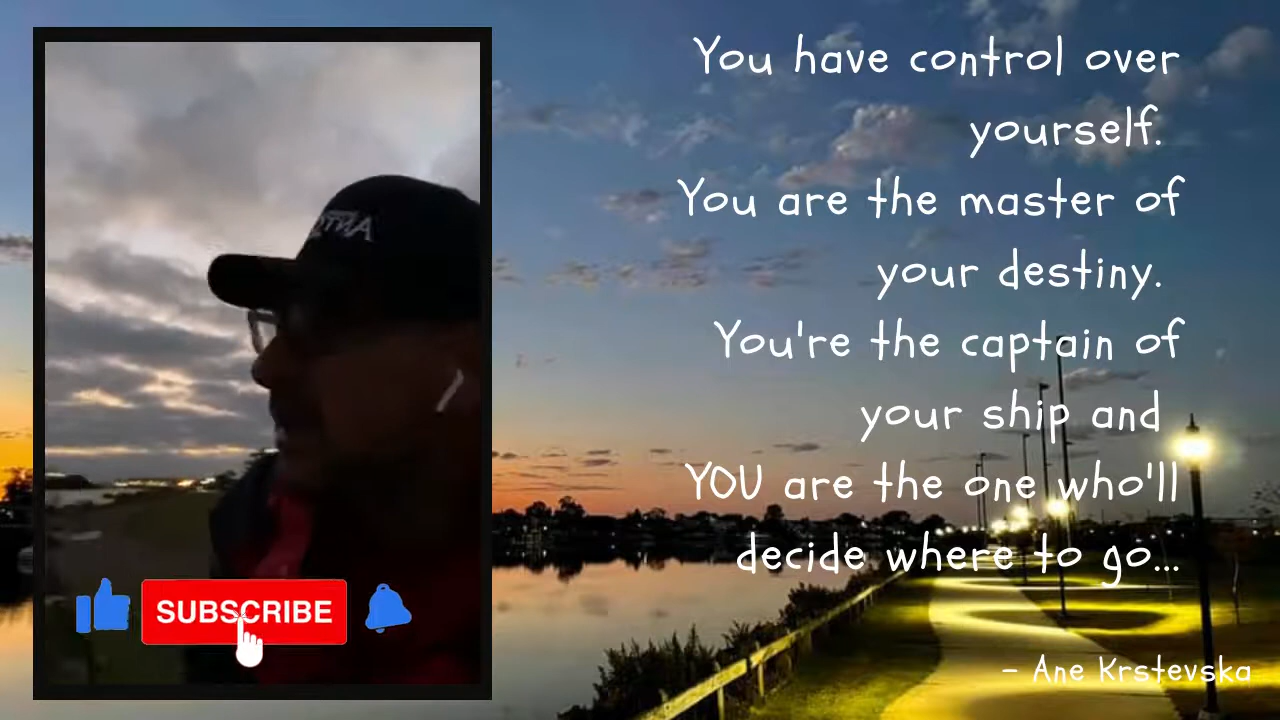 You have control over
yourself.
You are the master of
your destiny.
You're the captain of
your ship and
YOU are the one who'll
decide where to go...
- Ane Krstevska
SUBSCRIBE